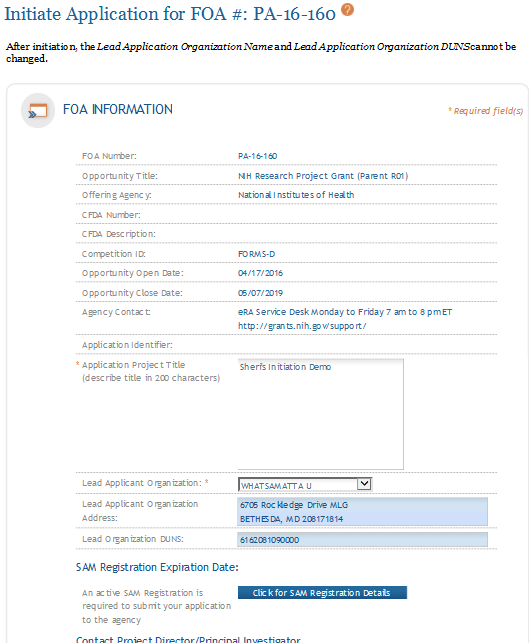 Initiate Application for FOA #: PA-16-160 ?
After initiation, the Lead Application Organization Name and Lead Application Organization DUNS cannot be
changed.
FOA INFORMATION
* Required field(s)
FOA Number: PA-16-160
Opportunity Title: NIH Research Project Grant (Parent R01)
Offering Agency: National Institutes of Health
CFDA Number:
CFDA Description:
Competition ID: FORMS-D
Opportunity Open Date: 04/17/2016
Opportunity Close Date: 05/07/2019
Agency Contact: eRA Service Desk Monday to Friday 7 am to 8 pm ET
http://grants.nih.gov/support/
Application Identifier:
* Application Project Title Sherfs Initiation Demo
(describe title in 200 characters)
Lead Applicant Organization: * WHATSAMATTA U
Lead Applicant Organization 6705 Rockledge Drive MLG
Address: BETHESDA, MD 208171814
Lead Organization DUNS: 6162081090000
SAM Registration Expiration Date:
An active SAM Registration is Click for SAM Registration Details
required to submit your application
to the agency
Contact Project Director/Principal Investigator